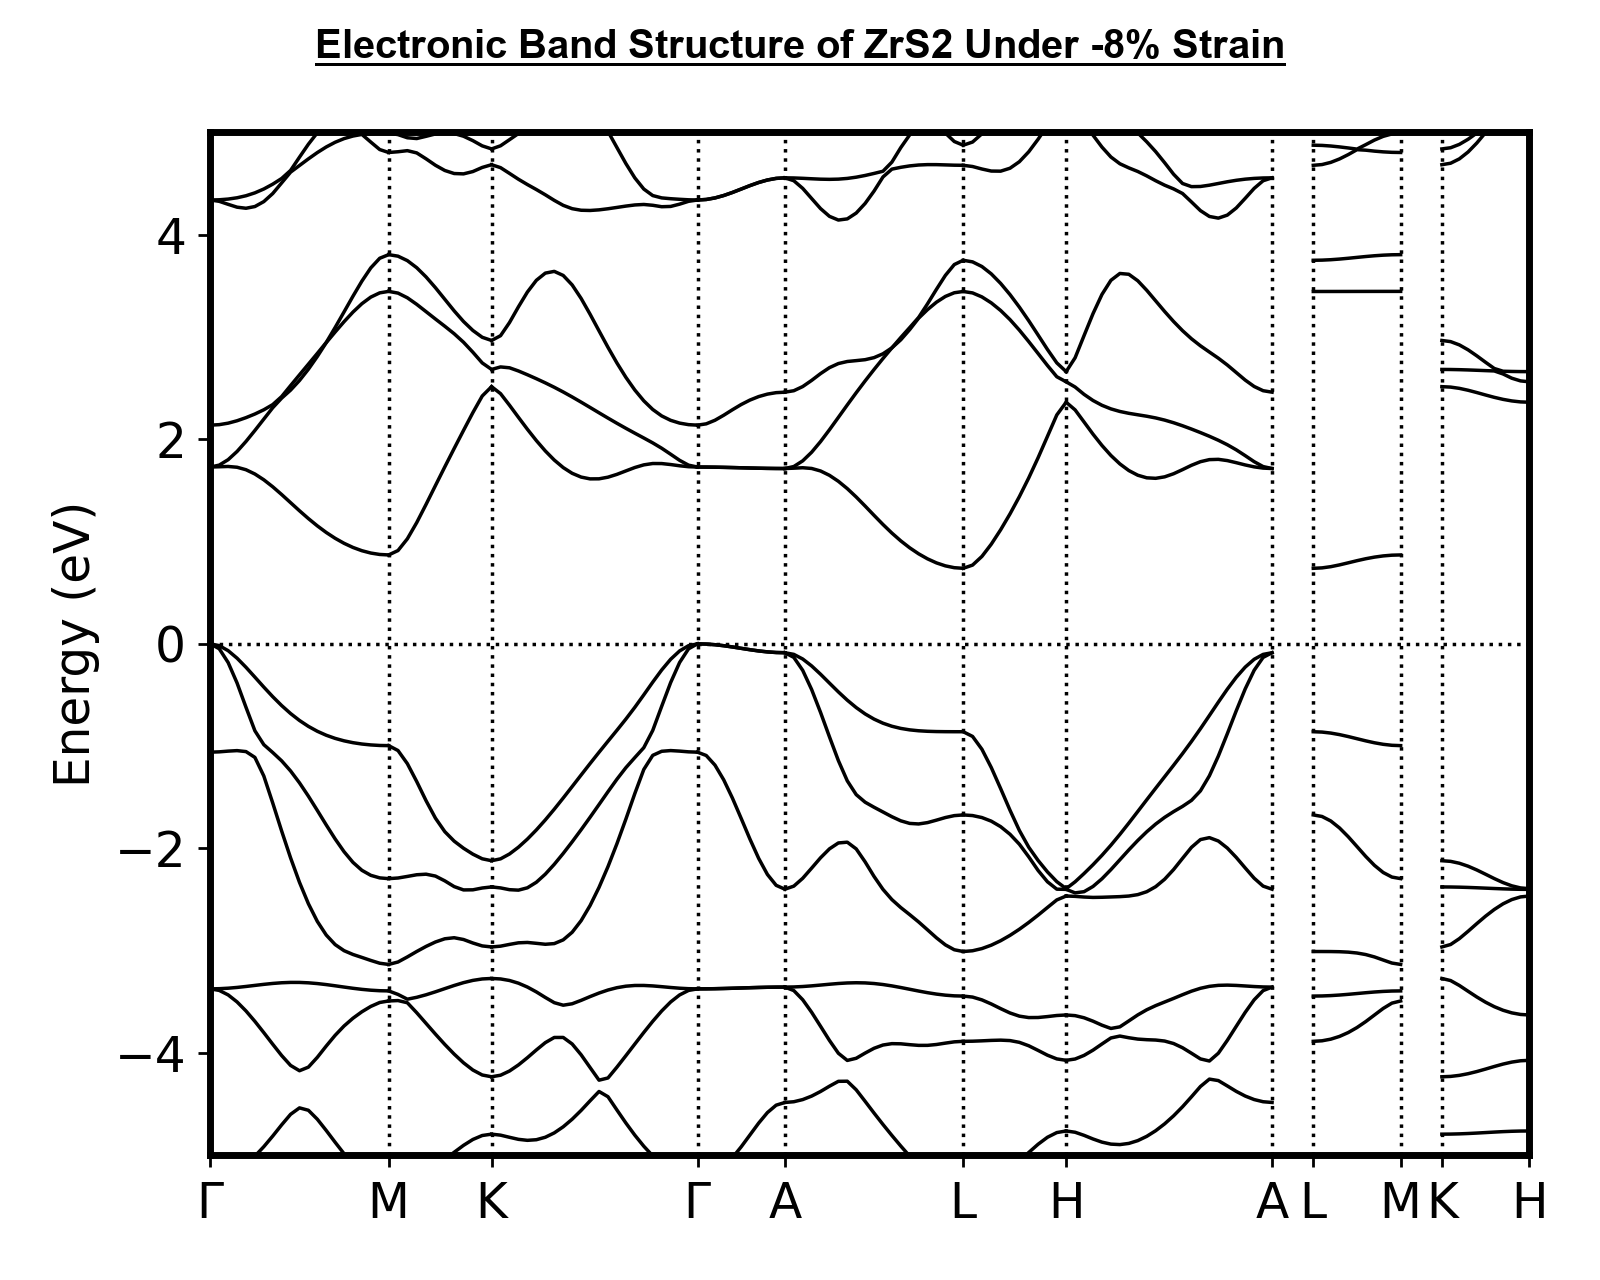 Electronic Band Structure of ZrS2 Under -8% Strain
Energy (eV)
4
2
0
−2
−4
Γ M K Γ A L H A L M K H